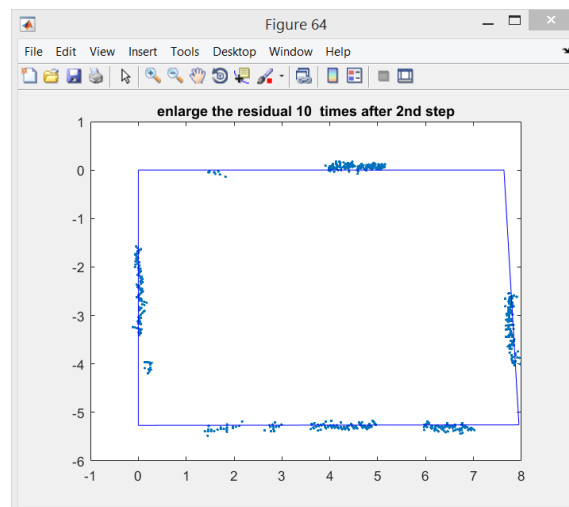 Figure 64
File Edit View Insert Tools Desktop Window Help
enlarge the residual 10  times after 2nd step
1
0
-1
-2
-3
-4
-5
-6
-1 0 1 2 3 4 5 6 7 8